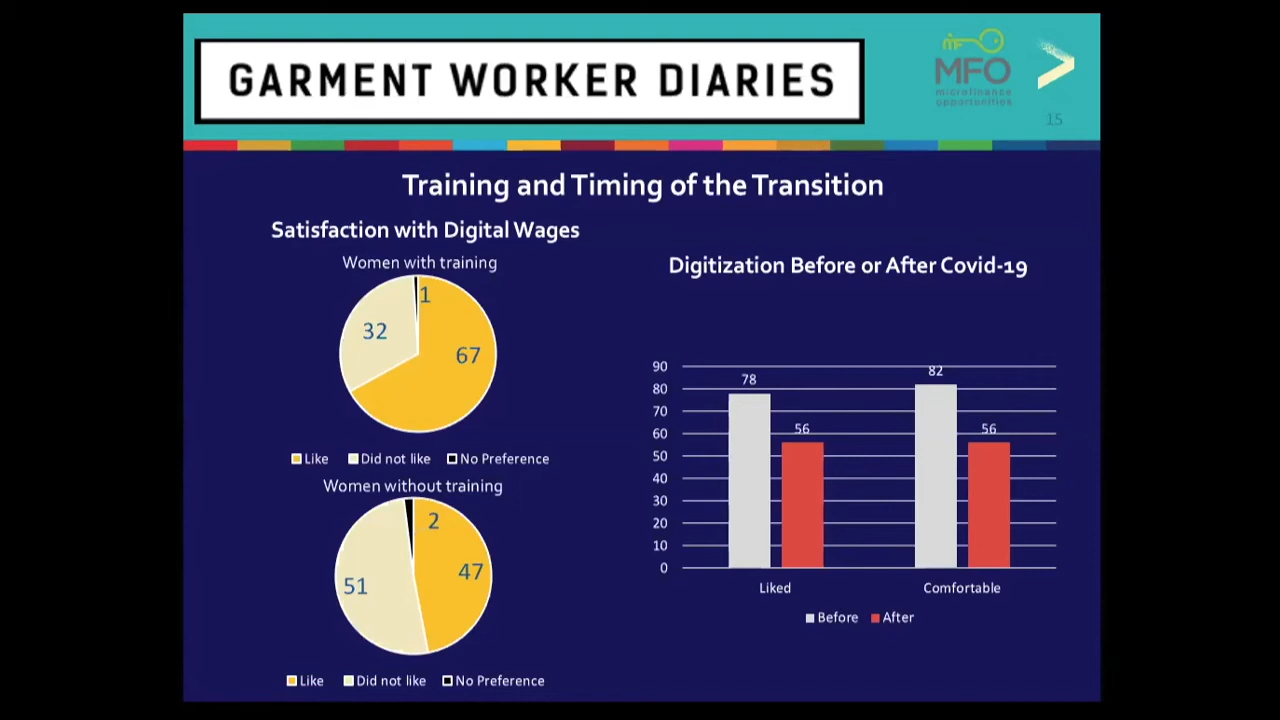 GARMENT WORKER DIARIES
MFO
microfinance
opportunities
15
Training and Timing of the Transition
Satisfaction with Digital Wages
Women with training
1
32
67
Like Did not like No Preference
Women without training
2
47
51
Like Did not like No Preference
Digitization Before or After Covid-19
90
80
70
60
50
40
30
20
10
0
78
56
82
56
Liked Comfortable
Before After